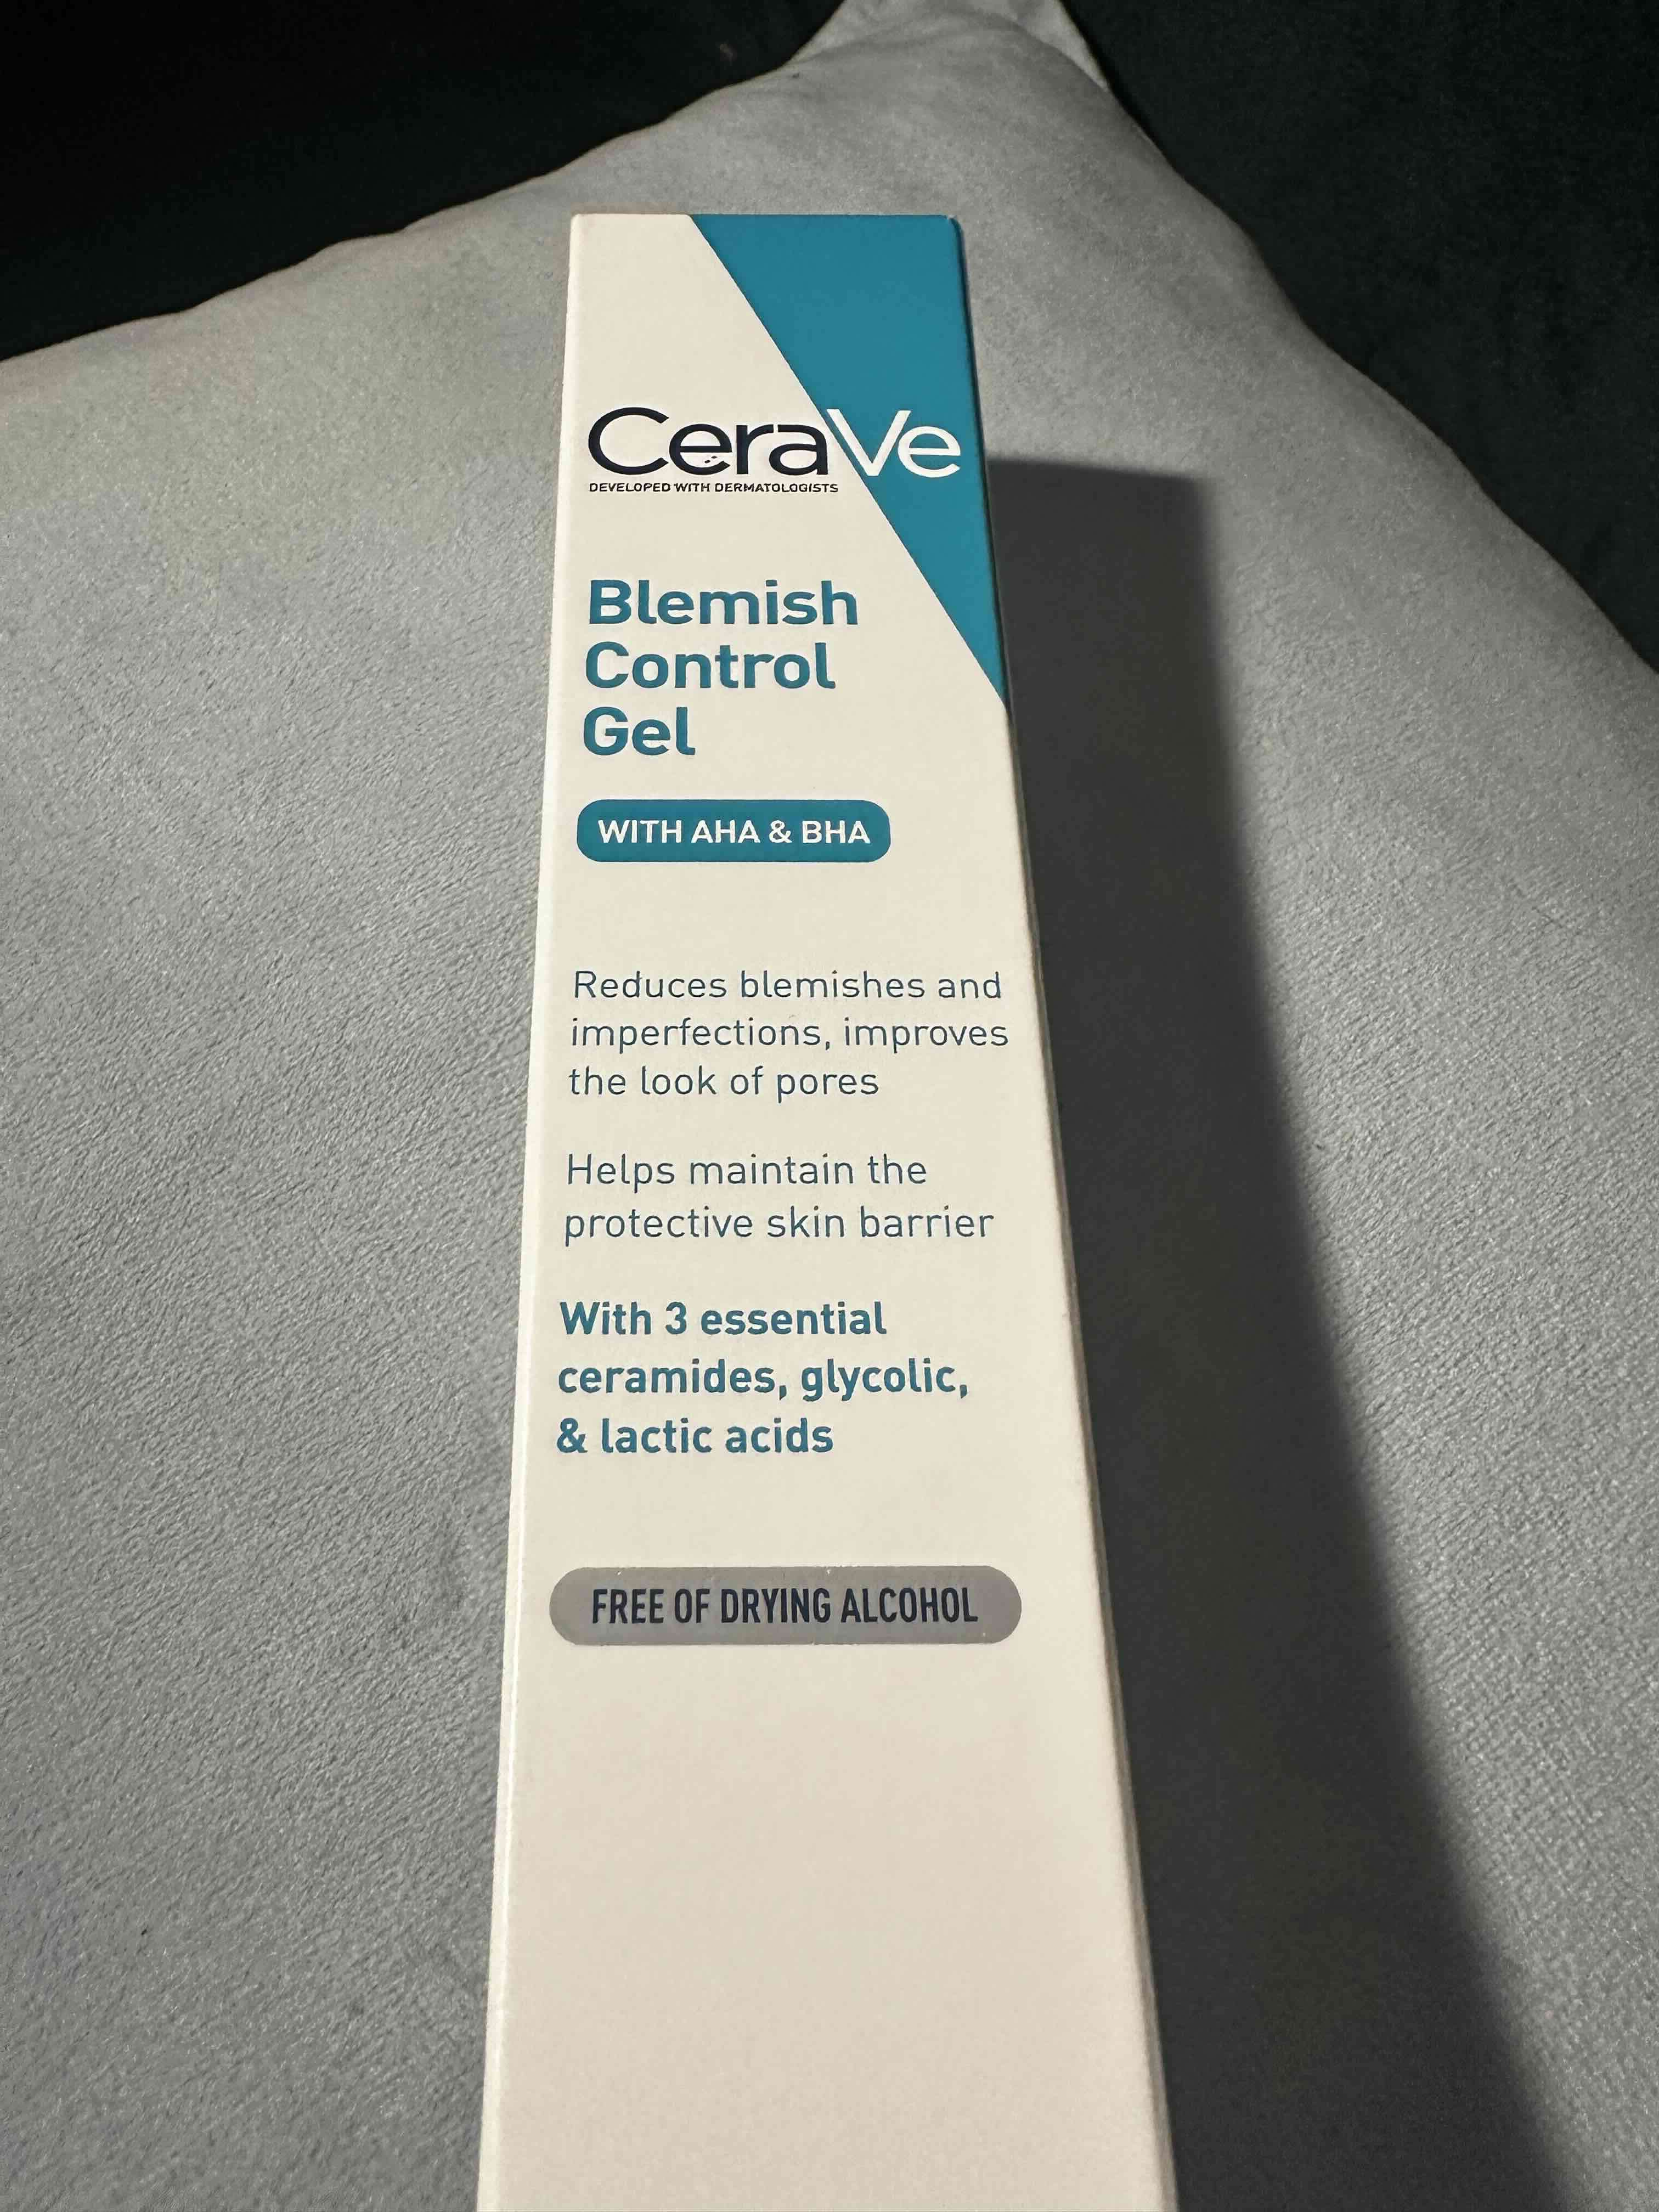 CeraVe
DEVELOPED WITH DERMATOLOGISTS
Blemish
Control
Gel
WITH AHA & BHA
Reduces blemishes and
imperfections, improves
the look of pores
Helps maintain the
protective skin barrier
With 3 essential
ceramides, glycolic,
& lactic acids
FREE OF DRYING ALCOHOL